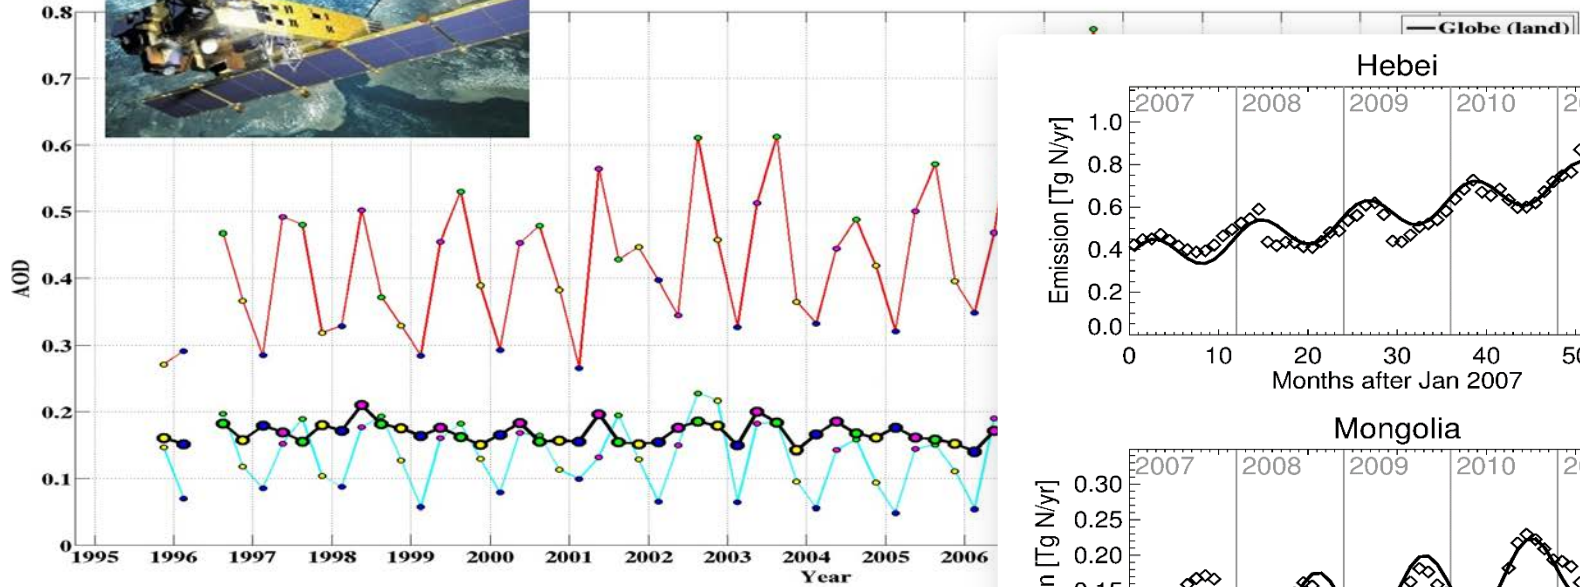 0.8
0.7
0.6
0.5
0.4
0.3
0.2
0.1
0
AOD
1995 1996 1997 1998 1999 2000 2001 2002 2003 2004 2005 2006
Year
Globe (land)
Hebei
2007 2008 2009 2010
1.0
0.8
0.6
0.4
0.2
0.0
Emission [Tg N/yr]
0 10 20 30 40
Months after Jan 2007
Mongolia
2007 2008 2009 2010
0.30
0.25
0.20
[Tg N/yr]